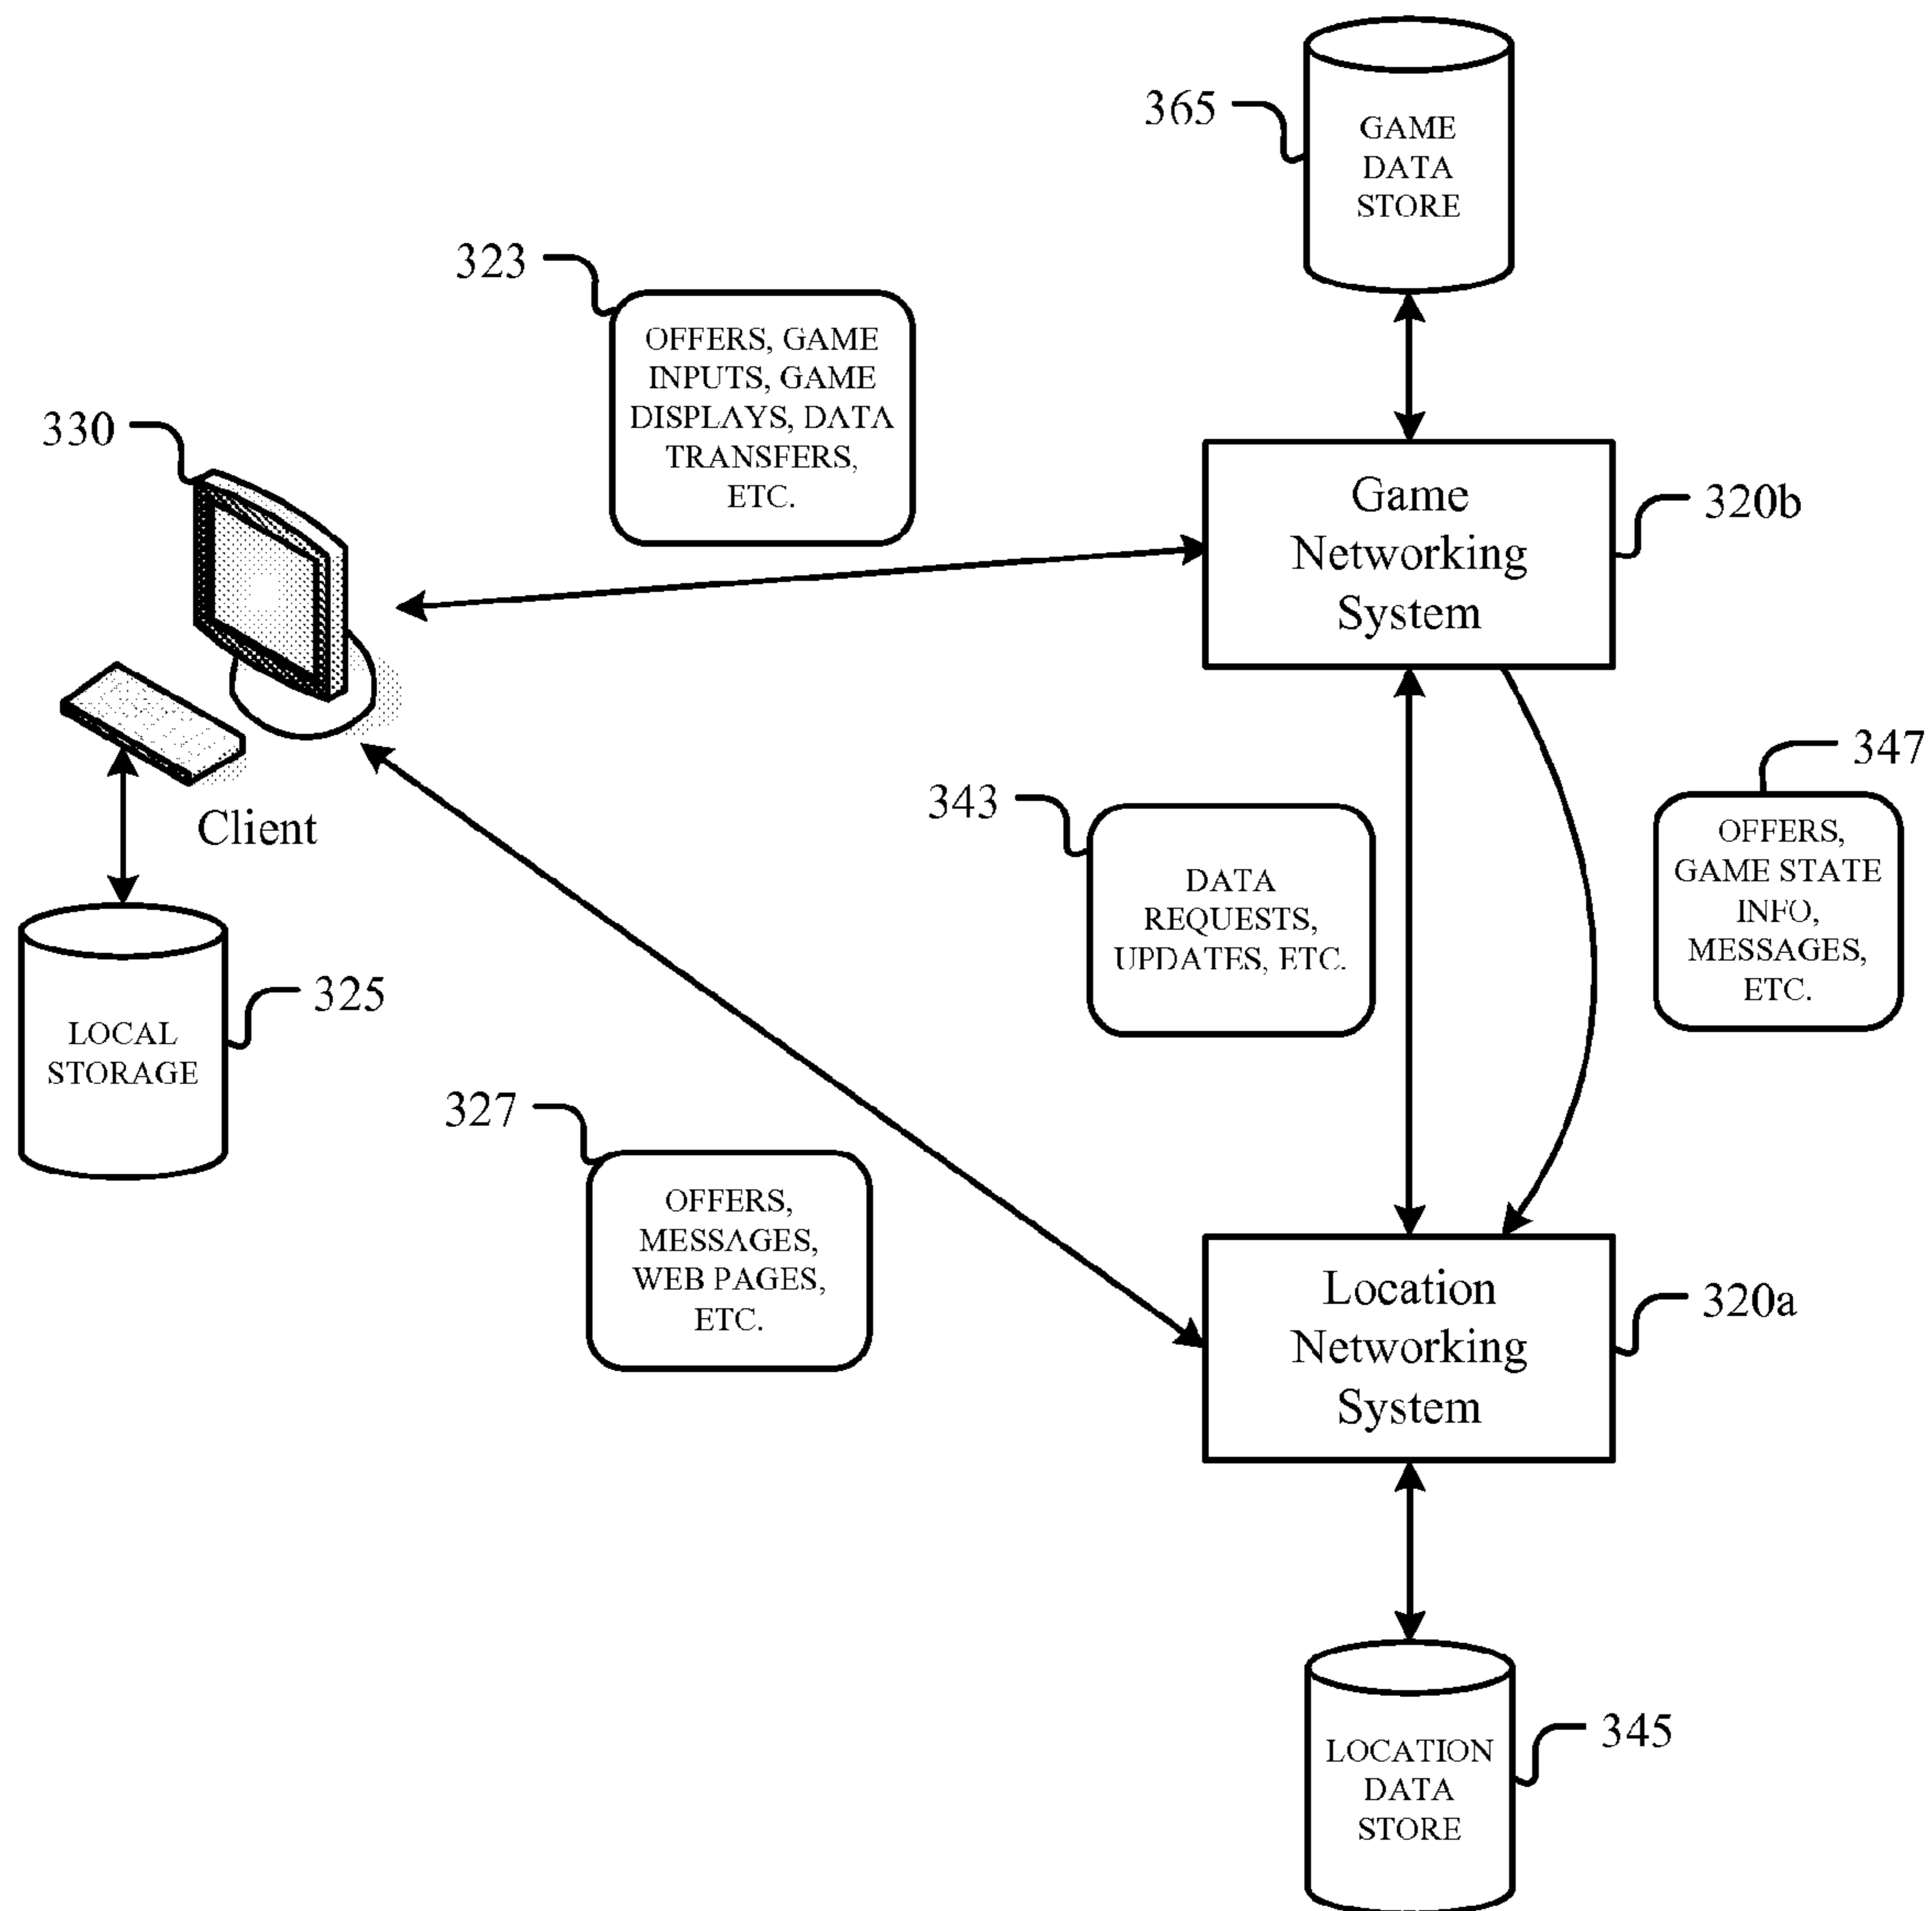 365
GAME
DATA
STORE
323
OFFERS, GAME
INPUTS, GAME
DISPLAYS, DATA
TRANSFERS,
ETC.
330
Game
Networking
System
320b
347
OFFERS,
GAME STATE
INFO,
MESSAGES,
ETC.
343
DATA
REQUESTS,
UPDATES, ETC.
Client
325
LOCAL
STORAGE
327
OFFERS,
MESSAGES,
WEB PAGES,
ETC.
Location
Networking
System
320a
345
LOCATION
DATA
STORE